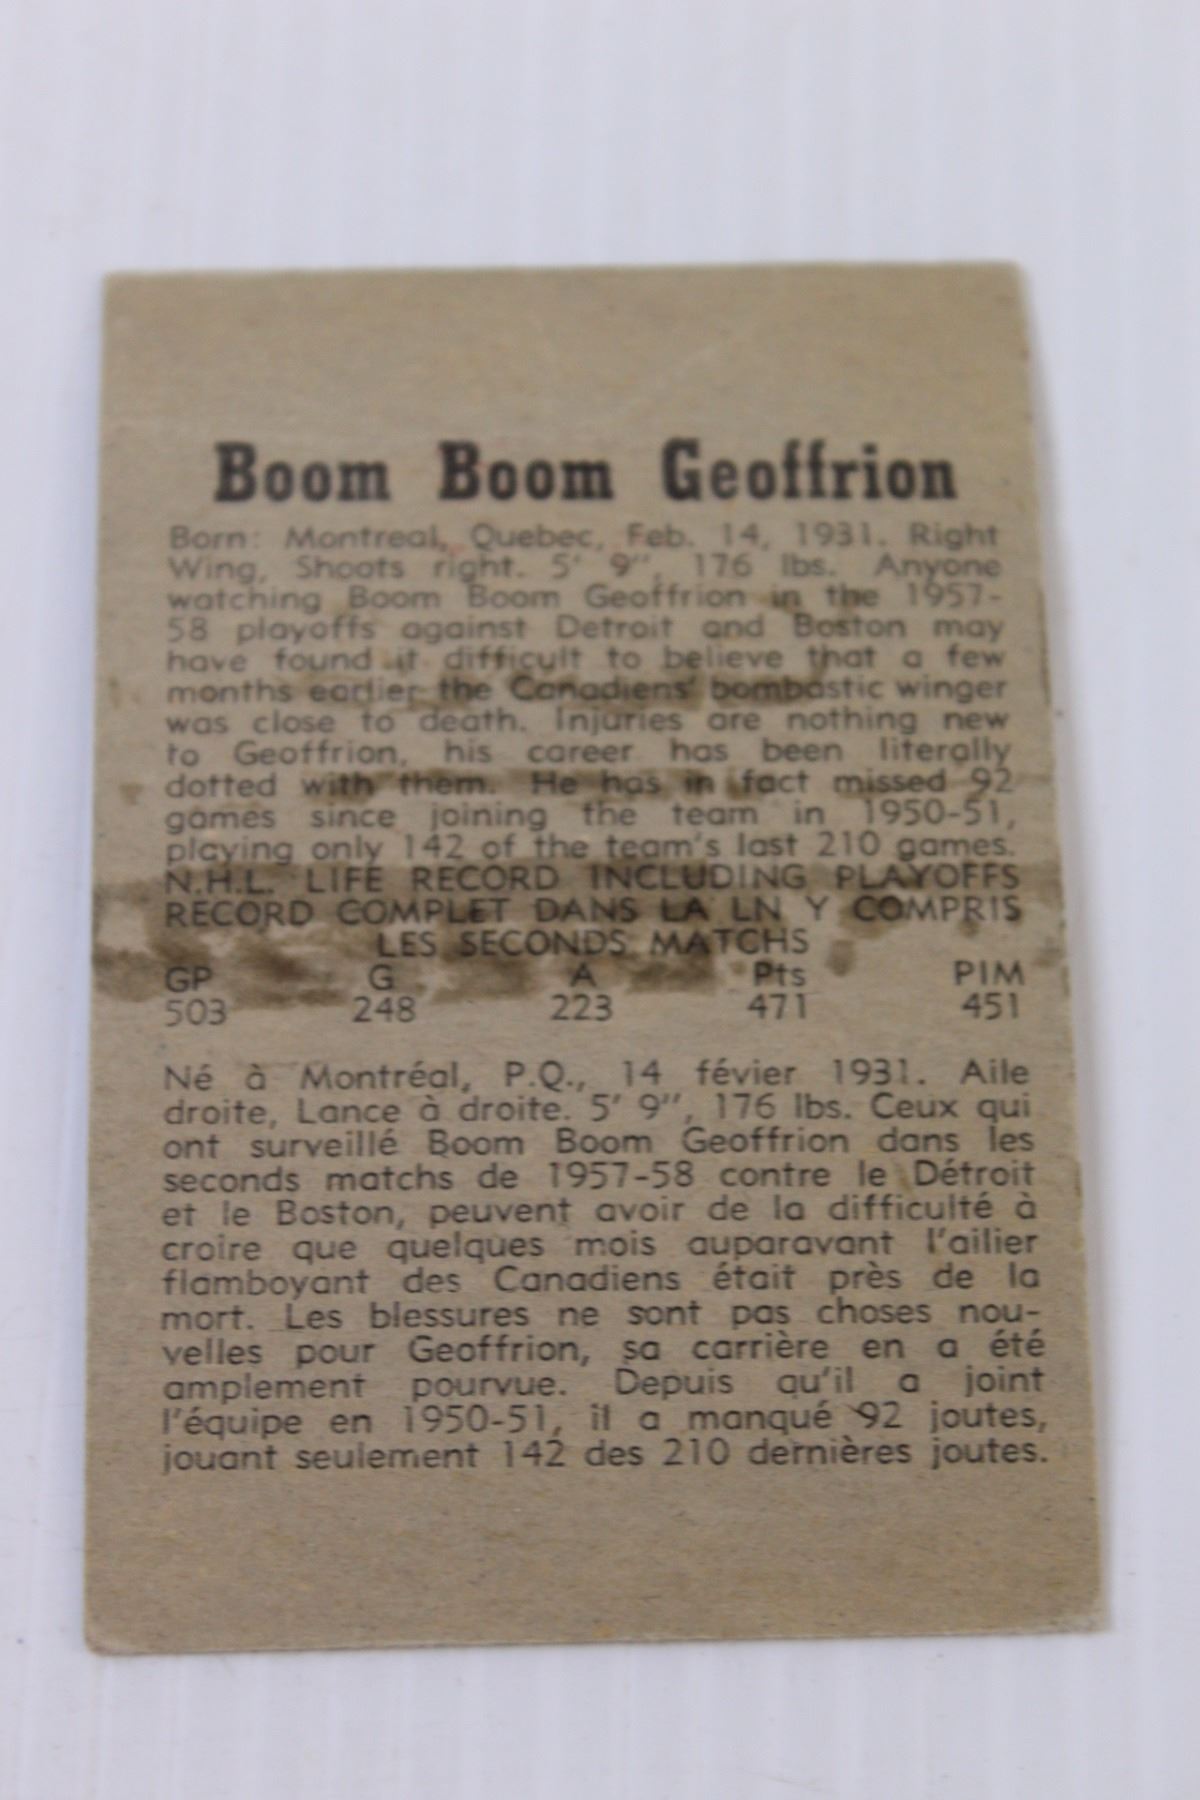 Boom Boom Geoffrion
Born: Montreal, Quebec, Feb. 14, 1931. Right
Wing, Shoots right. 5' 9", 176 lbs. Anyone
watching Boom Boom Geoffrion in the 1957-
58 playoffs against Detroit and Boston may
have found it difficult to believe that a few
months earlier the Canadiens' bombastic winger
was close to death. Injuries are nothing new
to Geoffrion, his career has been literally
dotted with them. He has in fact missed 92
games since joining the team in 1950-51,
playing only 142 of the team's last 210 games.
N.H.L. LIFE RECORD INCLUDING PLAYOFFS
RECORD COMPLET DANS LA LN Y COMPRIS
LES SECONDS MATCHS
GP G A Pts PIM
503 248 223 471 451
Né à Montréal, P.Q., 14 févier 1931. Aile
droite, Lance à droite. 5' 9", 176 lbs. Ceux qui
ont surveillé Boom Boom Geoffrion dans les
seconds matchs de 1957-58 contre le Détroit
et le Boston, peuvent avoir de la difficulté à
croire que quelques mois auparavant l'ailier
flamboyant des Canadiens était près de la
mort. Les blessures ne sont pas choses nou-
velles pour Geoffrion, sa carrière en a été
amplement pourvue. Depuis qu'il a joint
l'équipe en 1950-51, il a manqué 92 joutes,
jouant seulement 142 des 210 dernières joutes.